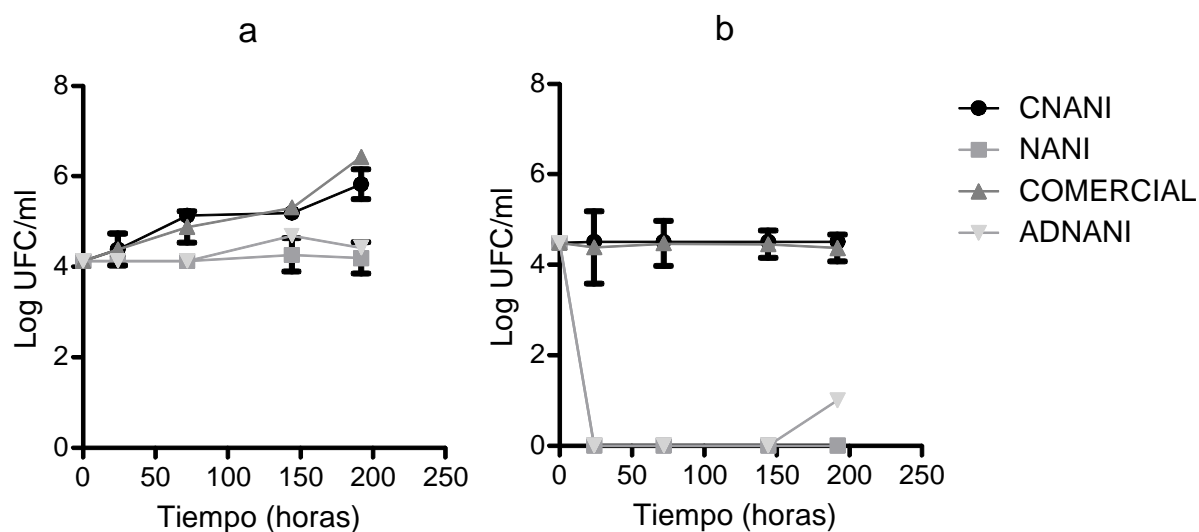 a
b
8
6
4
2
0
Log UFC/ml
0
50
100
150
200
250
Tiempo (horas)
8
6
4
2
0
Log UFC/ml
0
50
100
150
200
250
Tiempo (horas)
CNANI
NANI
COMERCIAL
ADNANI